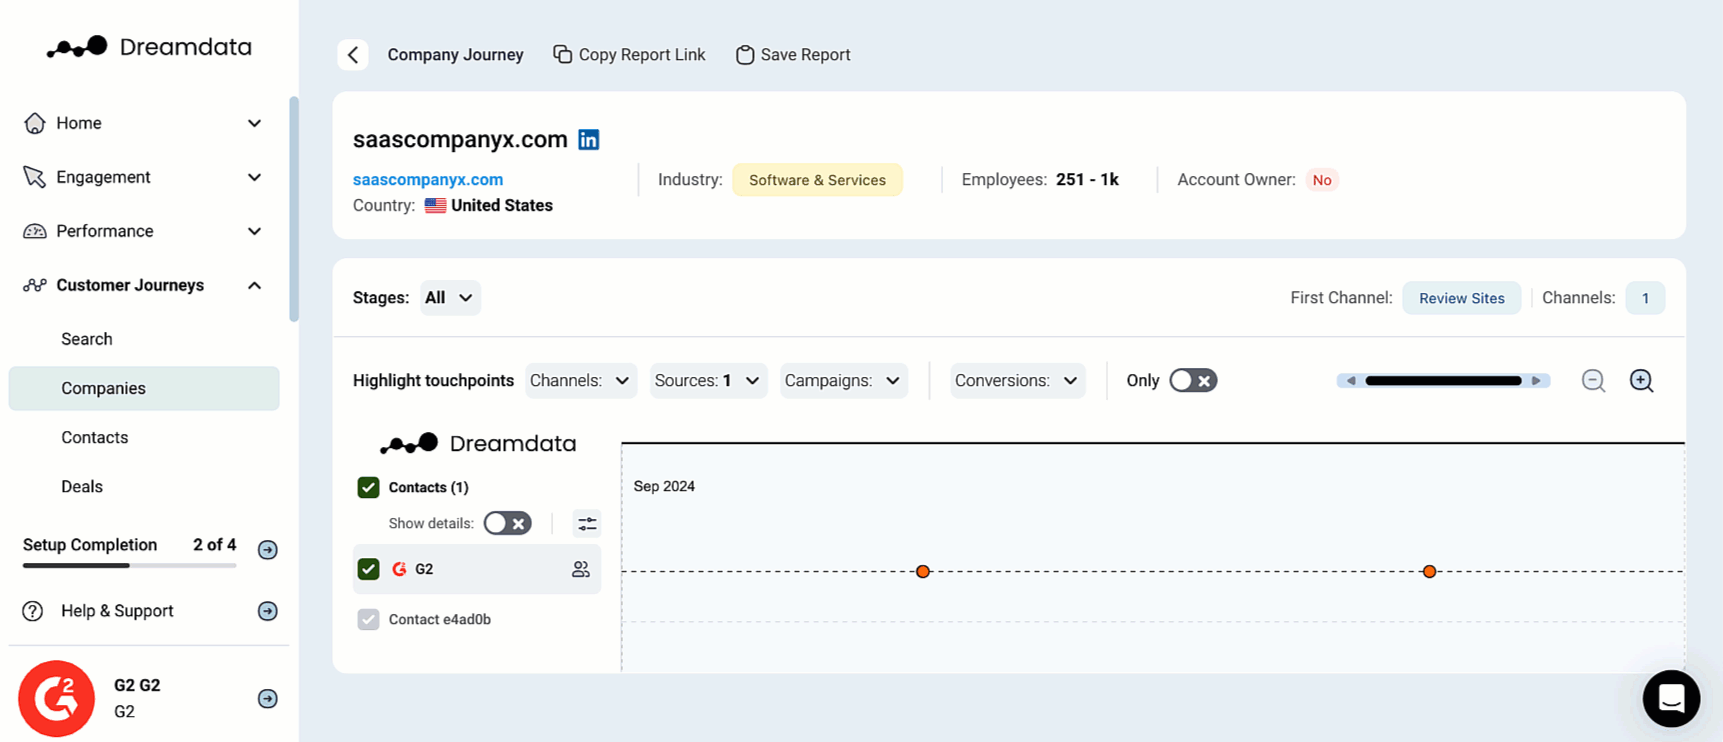 Dreamdata
Home
Engagement
Performance
Customer Journeys
Search
Companies
Contacts
Deals
Setup Completion 2 of 4
Help & Support
G2 G2
G2
Company Journey Copy Report Link Save Report
saascompanyx.com in
saascompanyx.com
Country: United States
Industry: Software & Services
Employees: 251 - 1k
Account Owner: No
Stages: All
First Channel: Review Sites Channels: 1
Highlight touchpoints Channels: Sources: 1 Campaigns: Conversions: Only
Dreamdata
Contacts (1)
Show details:
G2
Contact e4ad0b
Sep 2024